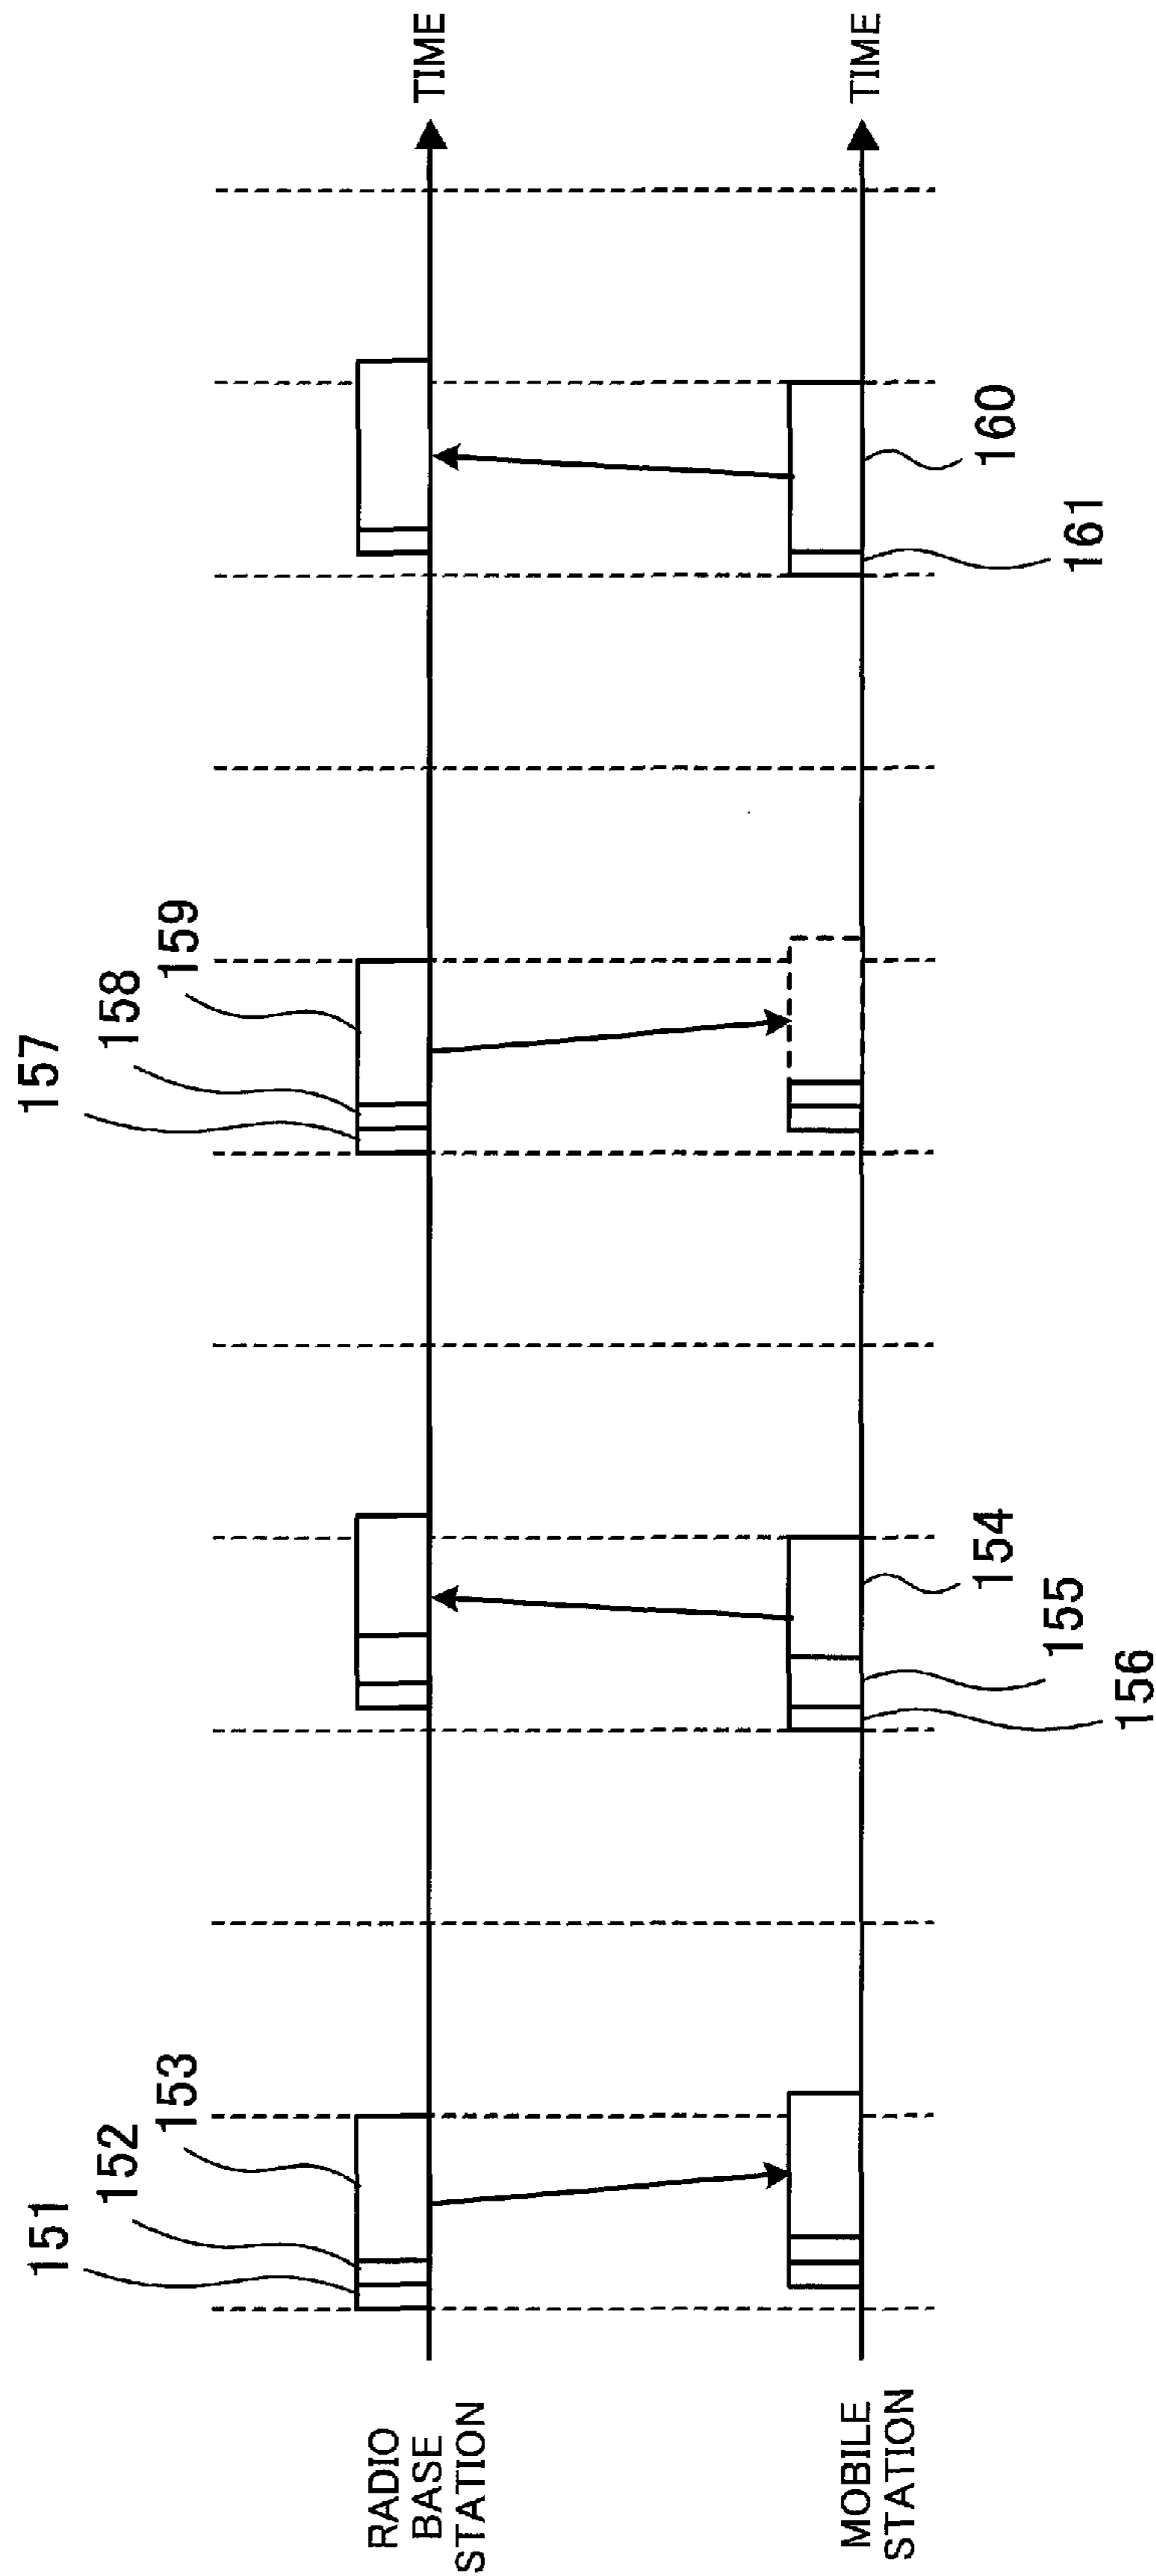 151
152
153
157
158
159
RADIO
BASE
STATION
TIME
MOBILE
STATION
TIME
154
155
156
160
161